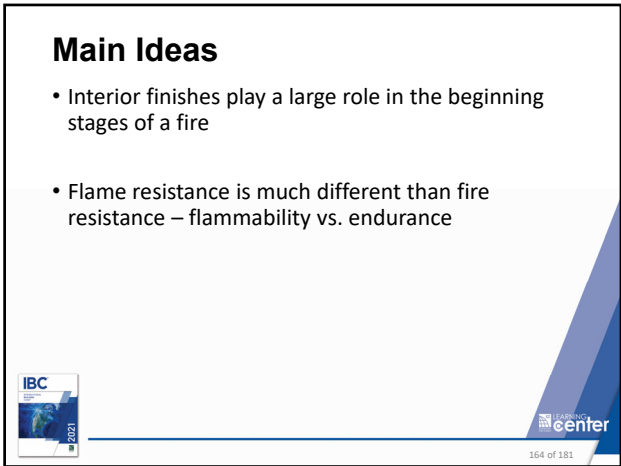 Main Ideas
• Interior finishes play a large role in the beginning
stages of a fire
• Flame resistance is much different than fire
resistance – flammability vs. endurance
IBC
2021
LEARNING
center
164 of 181